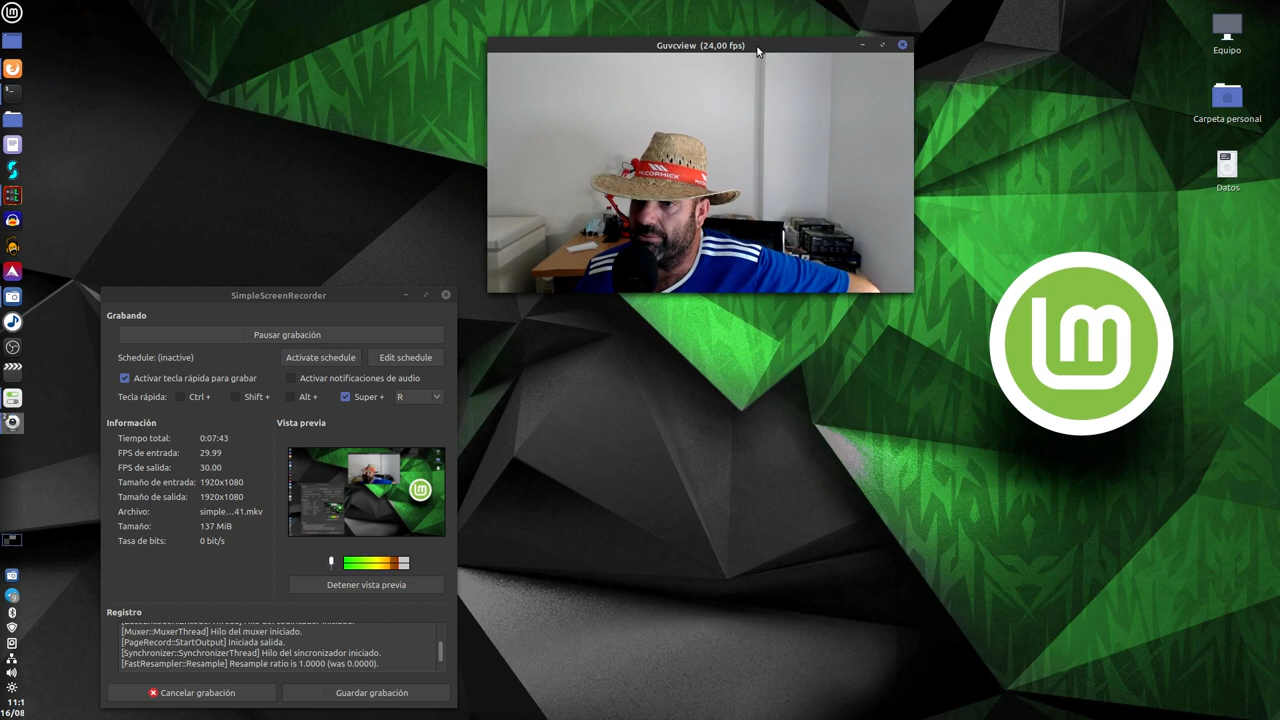 Guvcview (24,00 fps)
McCORMICK
Equipo
Carpeta personal
Datos
SimpleScreenRecorder
Grabando
Pausar grabación
Schedule: (inactive)
Activate schedule
Edit schedule
Activar tecla rápida para grabar
Activar notificaciones de audio
Tecla rápida:
Ctrl +
Shift +
Alt +
Super +
R
Información
Tiempo total: 0:07:43
FPS de entrada: 29.99
FPS de salida: 30.00
Tamaño de entrada: 1920x1080
Tamaño de salida: 1920x1080
Archivo: simple...41.mkv
Tamaño: 137 MiB
Tasa de bits: 0 bit/s
Vista previa
Detener vista previa
Registro
[Muxer::MuxerThread] Hilo del muxer iniciado.
[PageRecord::StartOutput] Iniciada salida.
[Synchronizer::SynchronizerThread] Hilo del sincronizador iniciado.
[FastResampler::Resample] Resample ratio is 1.0000 (was 0.0000).
Cancelar grabación
Guardar grabación
11:1
16/08